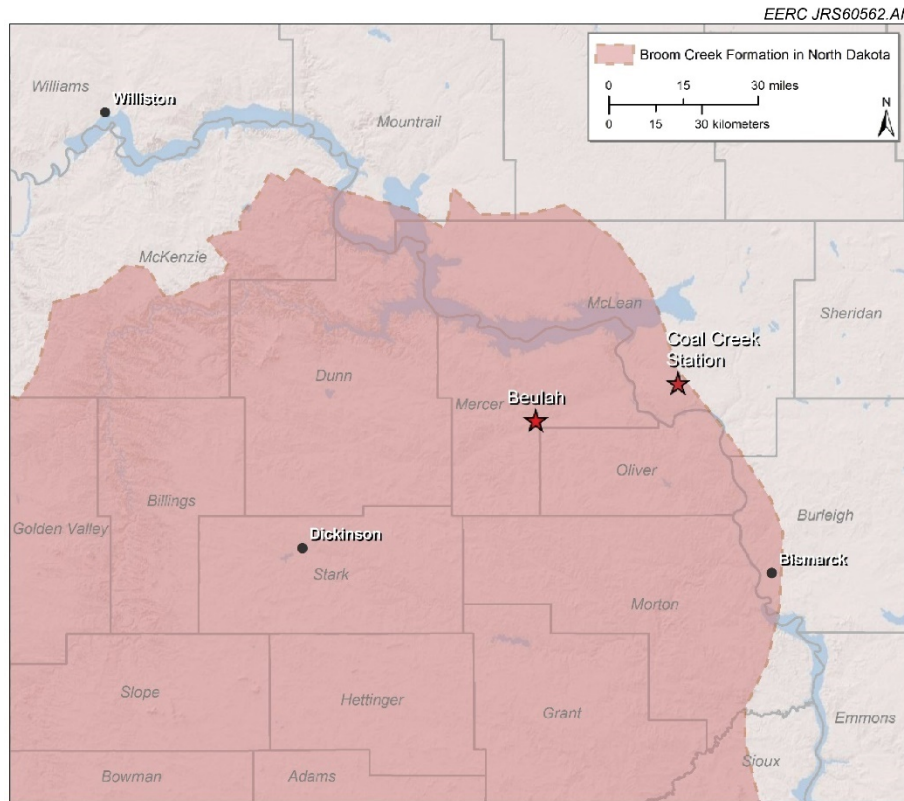 EERC JRS60562.AI
Broom Creek Formation in North Dakota
0 15 30 miles
0 15 30 kilometers
N
Williams
Williston
Mountrail
McKenzie
McLean
Sheridan
Coal Creek
Station
Dunn
Mercer
Beulah
Oliver
Billings
Golden Valley
Burleigh
Dickinson
Stark
Bismarck
Morton
Slope
Hettinger
Grant
Emmons
Sioux
Bowman
Adams